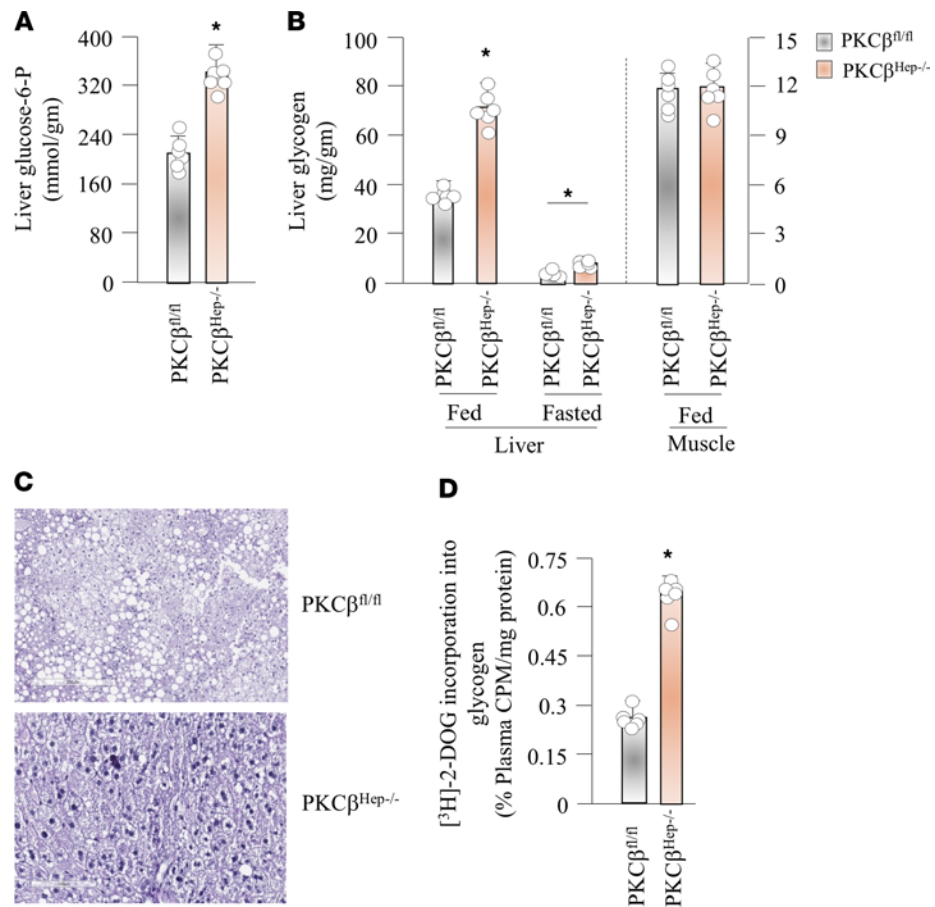 A
Liver glucose-6-P
(mmol/gm)
400
320
240
160
80
0
*
PKCβfl/fl
PKCβHep-/-
B
Liver glycogen
(mg/gm)
100
80
60
40
20
0
*
*
15
12
9
6
3
0
PKCβfl/fl
PKCβHep-/-
PKCβfl/fl
PKCβHep-/-
PKCβfl/fl
PKCβHep-/-
Fed
Fasted
Fed
Liver
Muscle
PKCβfl/fl
PKCβHep-/-
C
PKCβfl/fl
PKCβHep-/-
D
[3H]-2-DOG incorporation into
glycogen
(% Plasma CPM/mg protein)
0.75
0.6
0.45
0.3
0.15
0
*
PKCβfl/fl
PKCβHep-/-